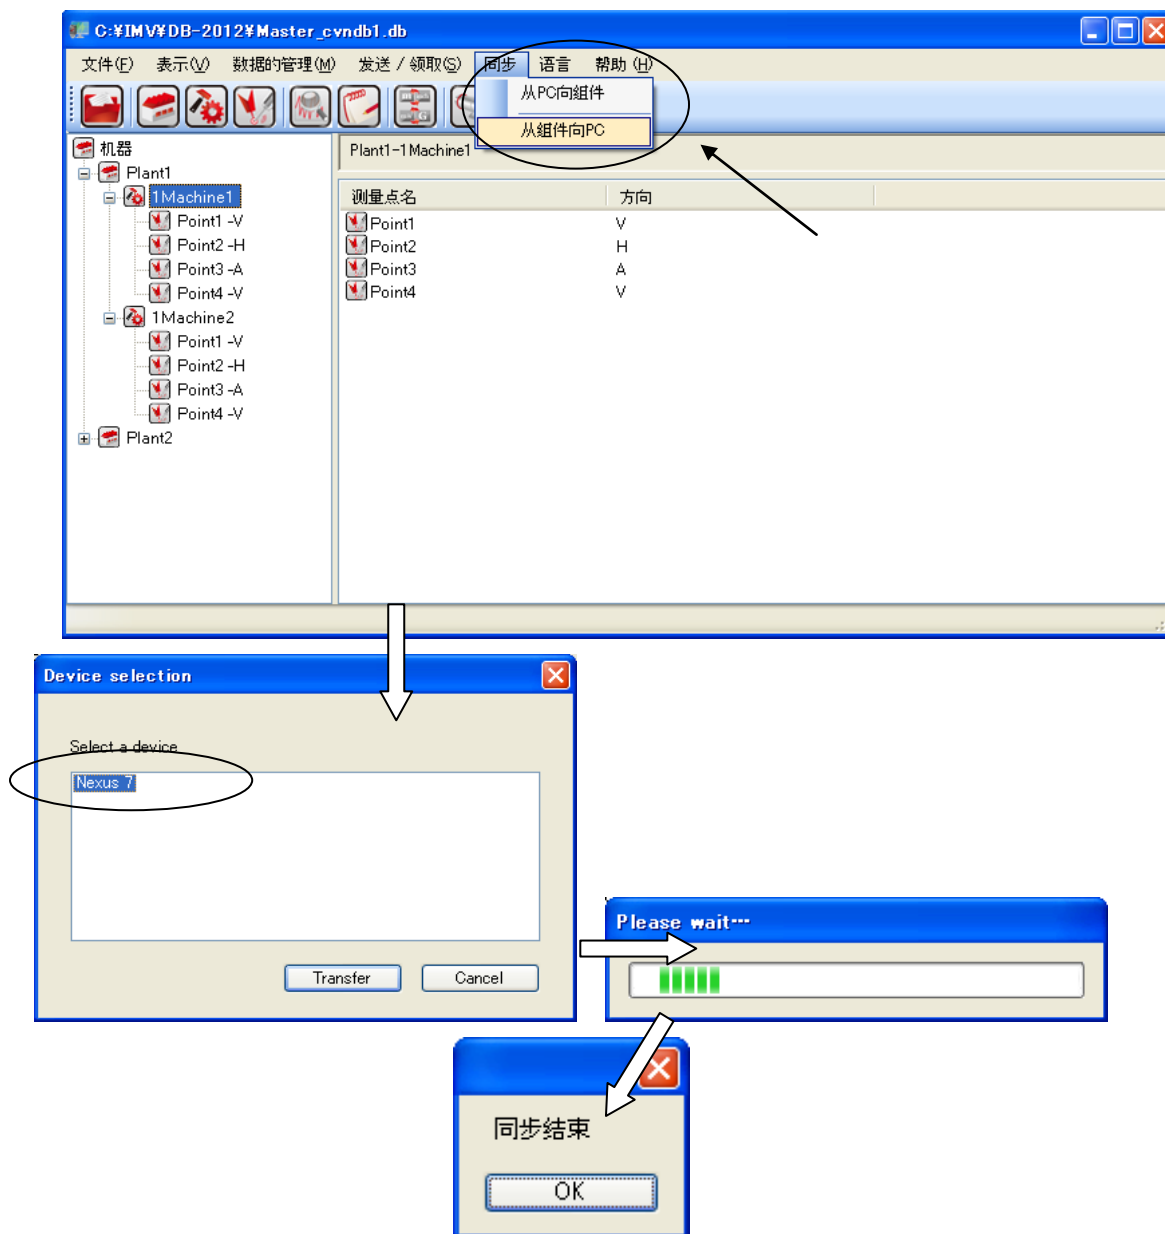 C:¥IMV¥DB-2012¥Master_cvndb1.db
文件(F) 表示(V) 数据的管理(M) 发送 / 领取(S) 同步 语言 帮助 (H)
从PC向组件
从组件向PC
机器
Plant1
1Machine1
Point1 -V
Point2 -H
Point3 -A
Point4 -V
1Machine2
Point1 -V
Point2 -H
Point3 -A
Point4 -V
Plant2
Plant1-1Machine1
测量点名 方向
Point1 V
Point2 H
Point3 A
Point4 V
Device selection
Select a device
Nexus 7
Transfer Cancel
Please wait…
同步结束
OK